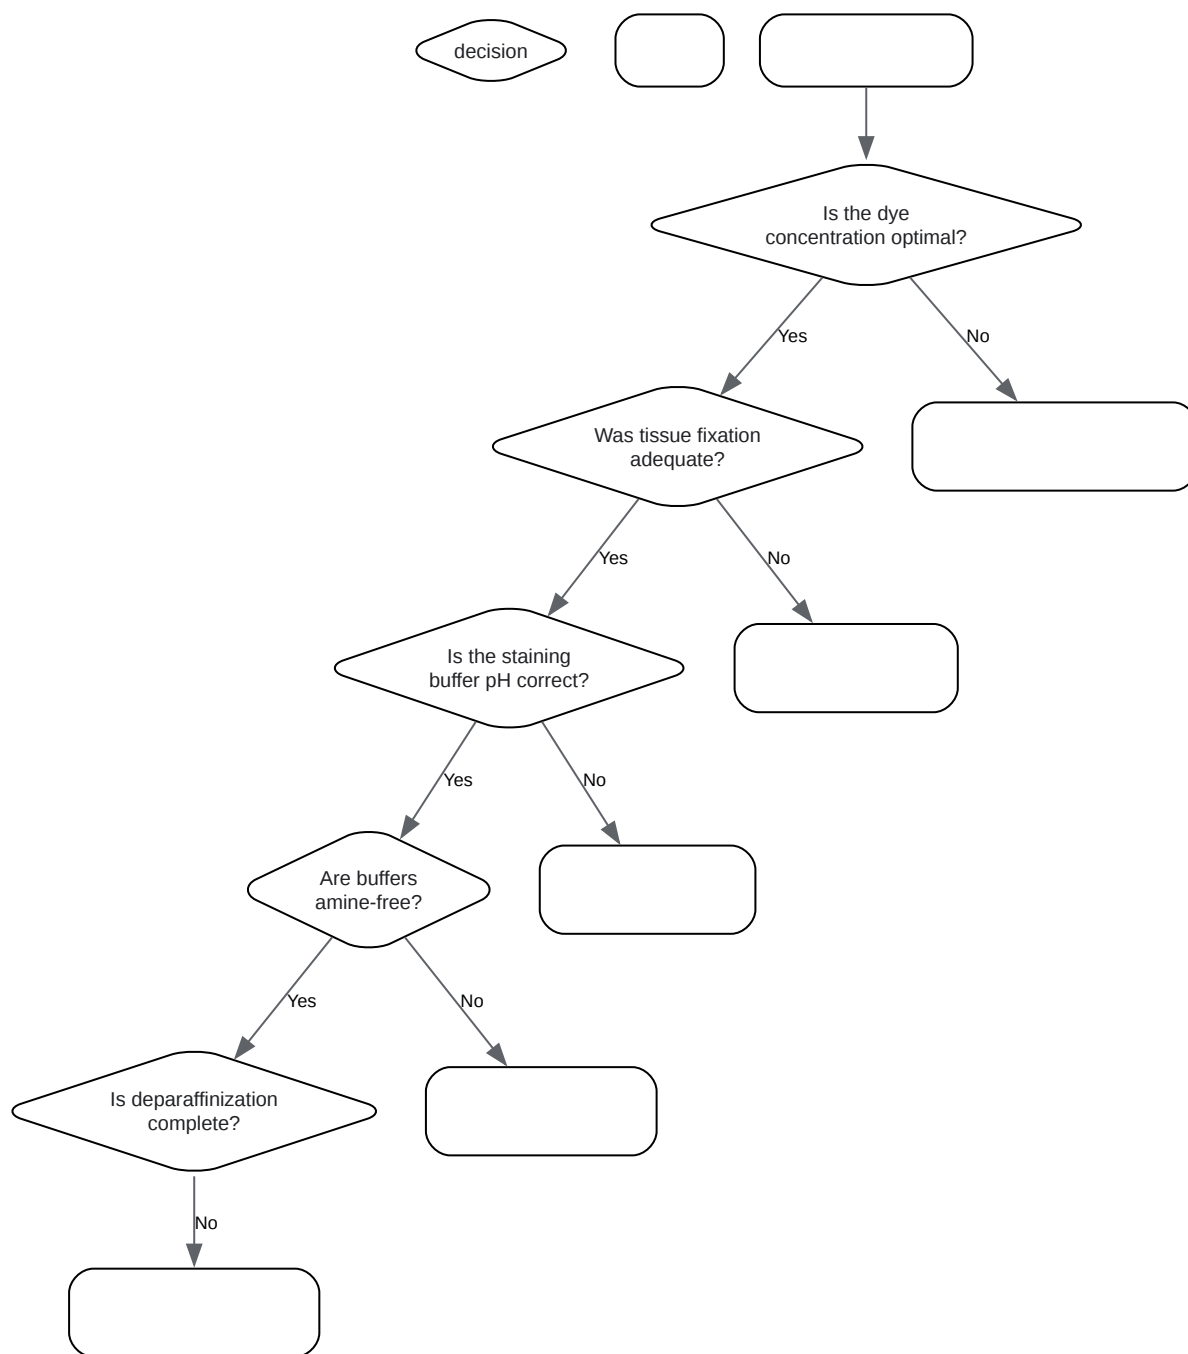 decision
Is the dye
concentration optimal?
Yes
No
Was tissue fixation
adequate?
Yes
No
Is the staining
buffer pH correct?
Yes
No
Are buffers
amine-free?
Yes
No
Is deparaffinization
complete?
No